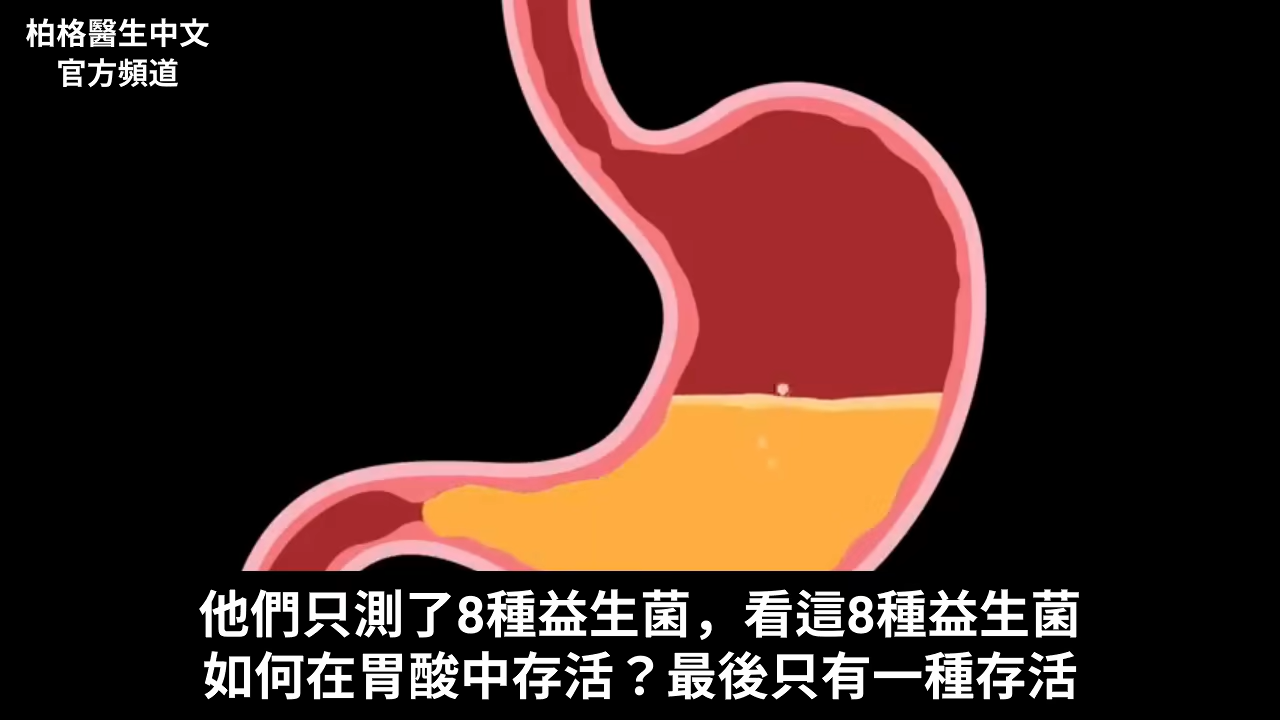 柏格醫生中文
官方頻道
他們只測了8種益生菌，看這8種益生菌
如何在胃酸中存活？最後只有一種存活